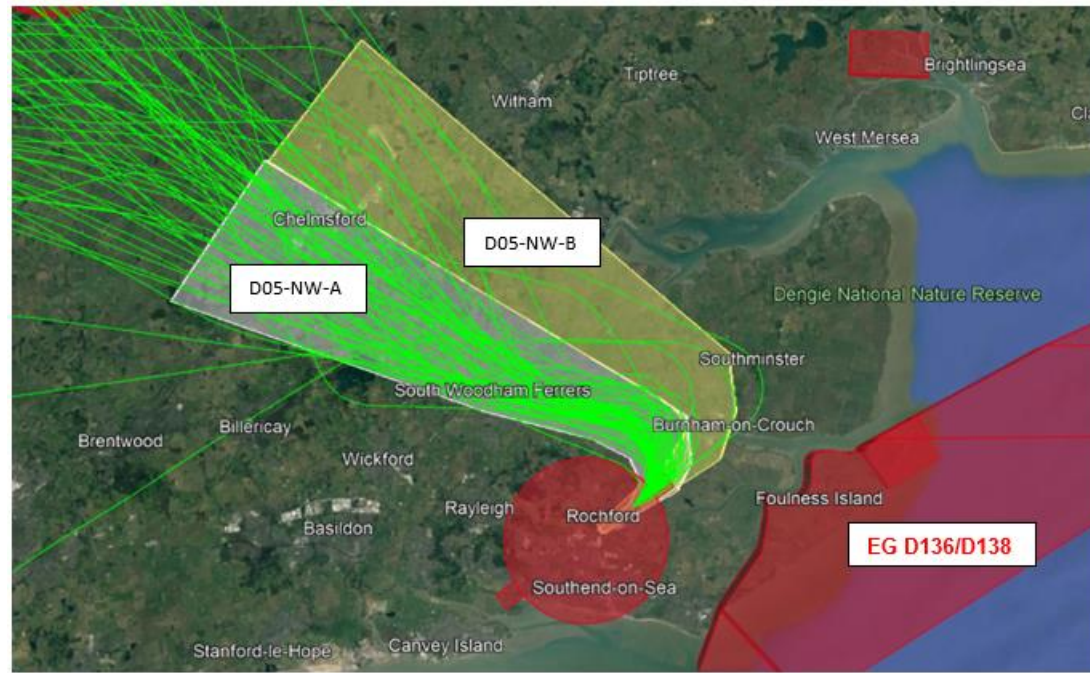 Brightlingsea
Tiptree
Witham
West Mersea
Chelmsford
D05-NW-B
D05-NW-A
Dengie National Nature Reserve
Southminster
South Woodham Ferrers
Burnham-on-Crouch
Brentwood
Billericay
Wickford
Rayleigh
Rochford
Foulness Island
Basildon
EG D136/D138
Southend-on-Sea
Canvey Island
Stanford-le-Hope